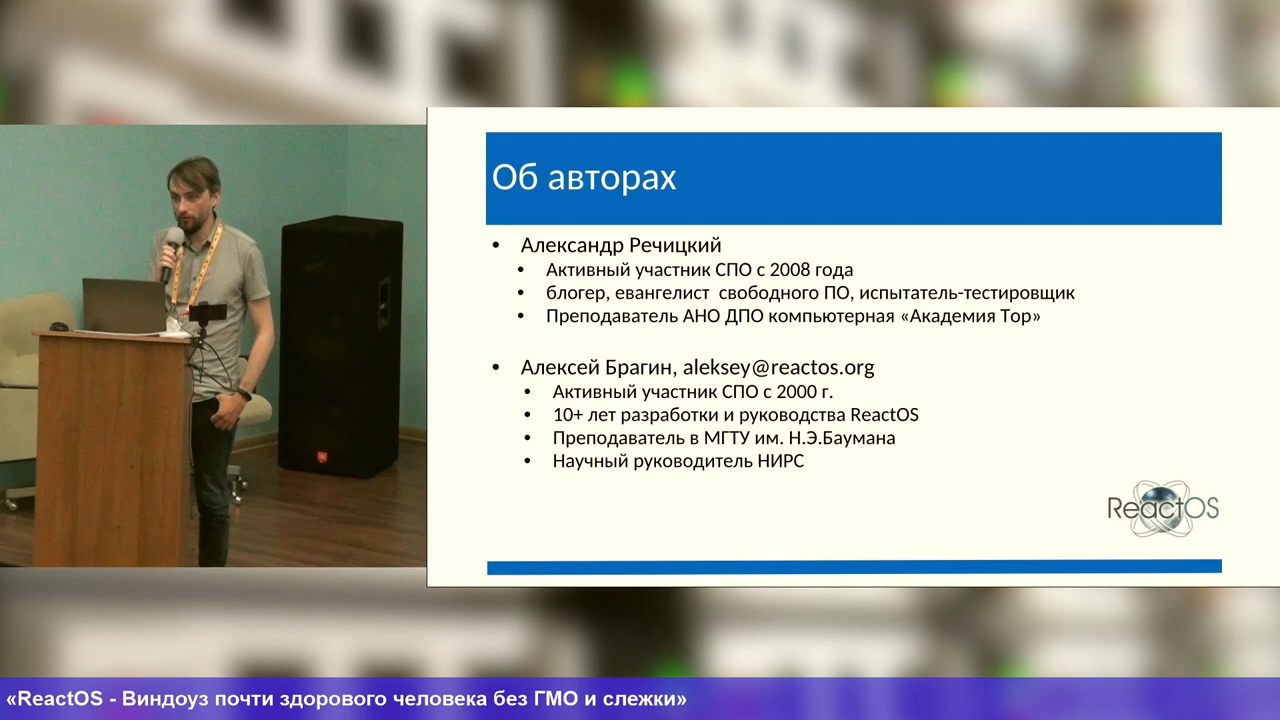 Об авторах
• Александр Речицкий
• Активный участник СПО с 2008 года
• блогер, евангелист  свободного ПО, испытатель-тестировщик
• Преподаватель АНО ДПО компьютерная «Академия Тор»
• Алексей Брагин, aleksey@reactos.org
• Активный участник СПО с 2000 г.
• 10+ лет разработки и руководства ReactOS
• Преподаватель в МГТУ им. Н.Э.Баумана
• Научный руководитель НИРС
ReactOS
«ReactOS - Виндоуз почти здорового человека без ГМО и слежки»